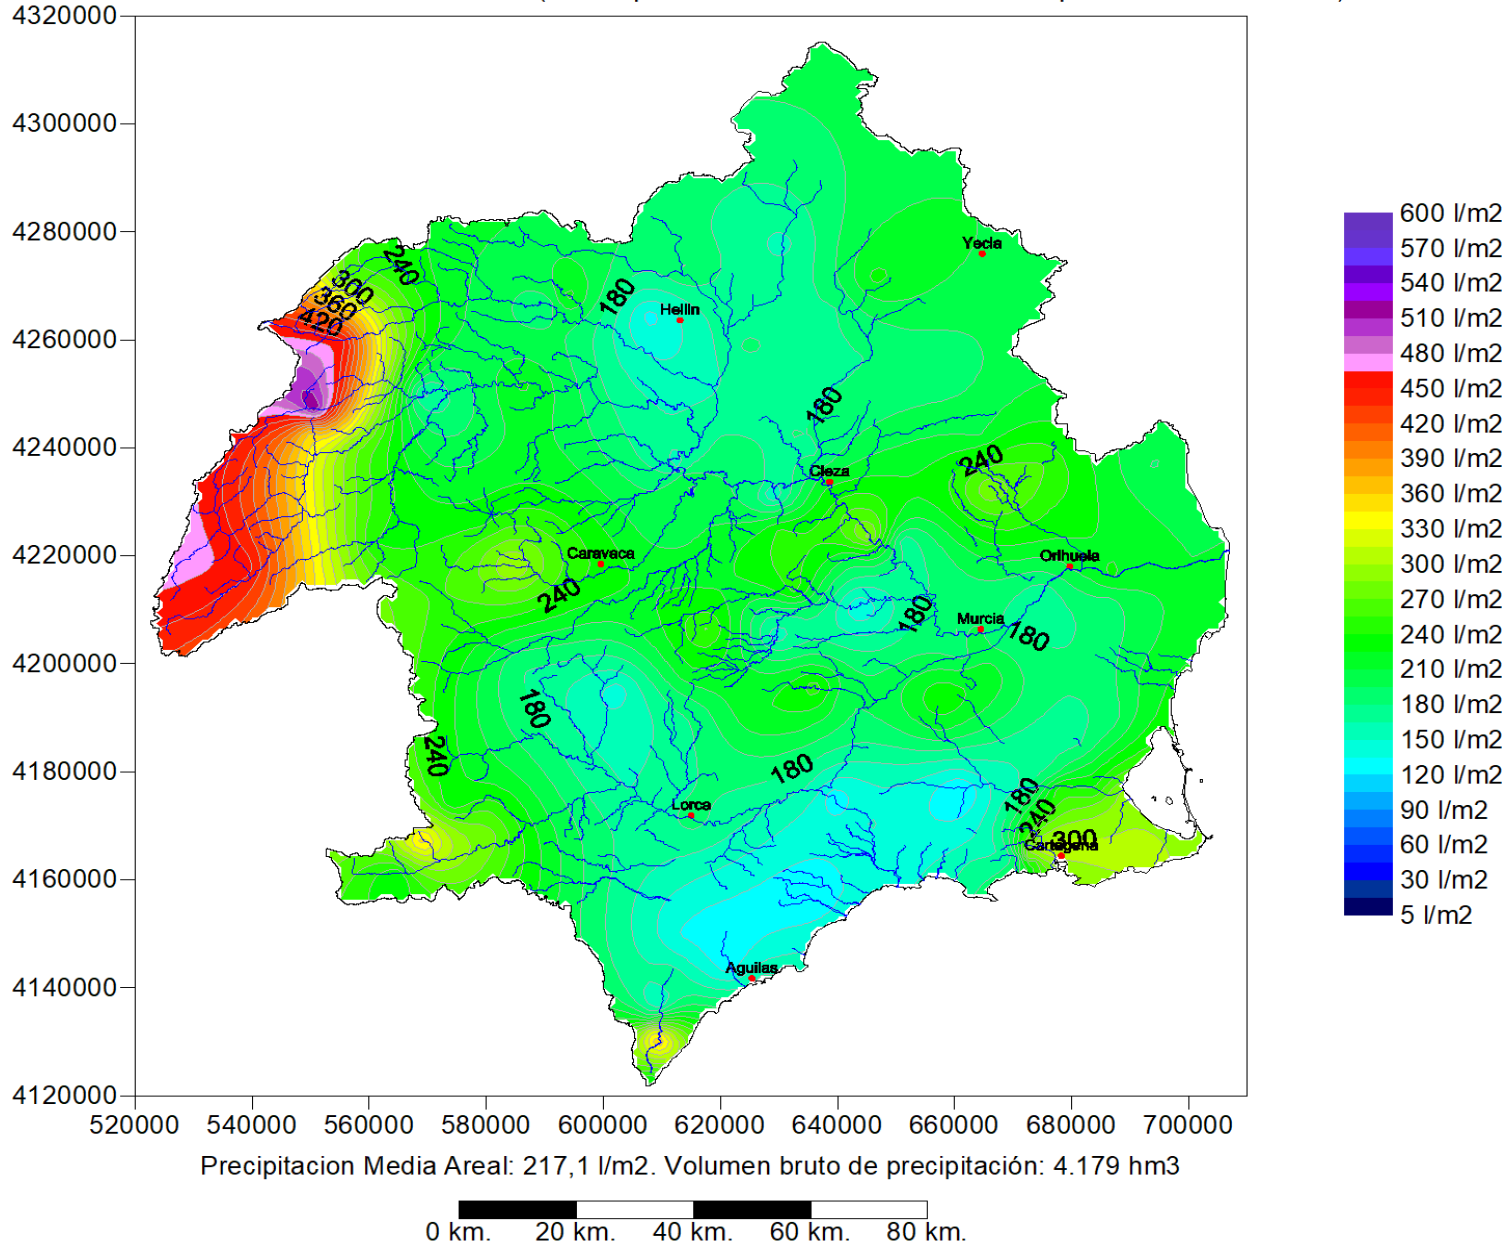 4320000
4300000
4280000
4260000
4240000
4220000
4200000
4180000
4160000
4140000
4120000
520000 540000 560000 580000 600000 620000 640000 660000 680000 700000
240
300
360
420
180
Hellin
Yecla
180
Cieza
240
Caravaca
240
Orihuela
180
Murcia
180
180
240
180
Lorca
180
240
300
Cartagena
Aguilas
600 l/m2
570 l/m2
540 l/m2
510 l/m2
480 l/m2
450 l/m2
420 l/m2
390 l/m2
360 l/m2
330 l/m2
300 l/m2
270 l/m2
240 l/m2
210 l/m2
180 l/m2
150 l/m2
120 l/m2
90 l/m2
60 l/m2
30 l/m2
5 l/m2
Precipitacion Media Areal: 217,1 l/m2. Volumen bruto de precipitación: 4.179 hm3
0 km. 20 km. 40 km. 60 km. 80 km.